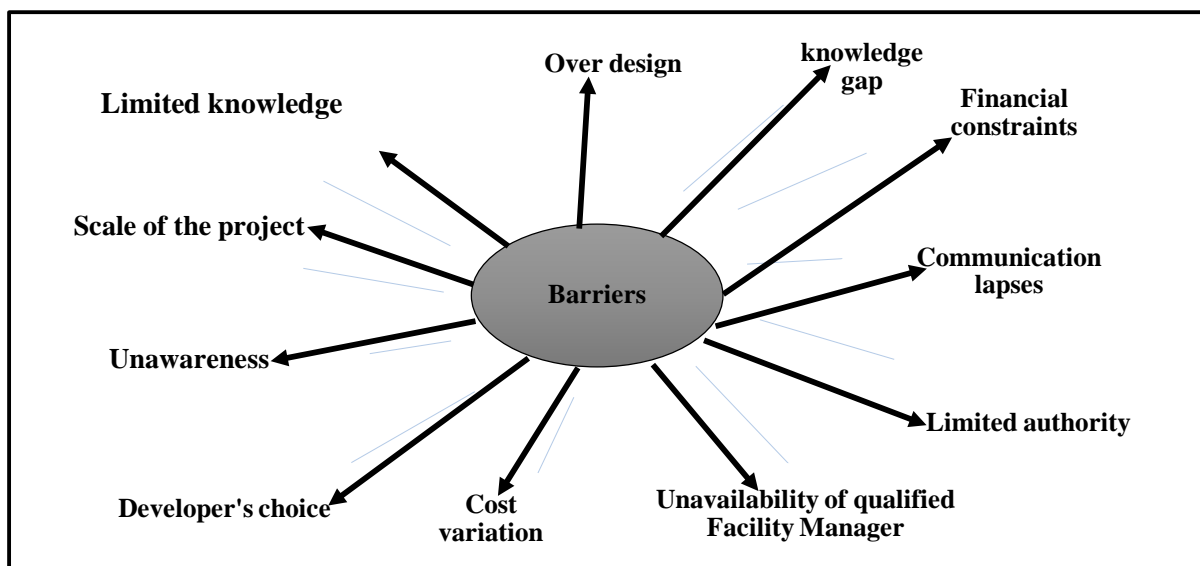 Over design
knowledge
gap
Limited knowledge
Financial
constraints
Scale of the project
Communication
lapses
Barriers
Unawareness
Limited authority
Developer's choice
Cost
variation
Unavailability of qualified
Facility Manager